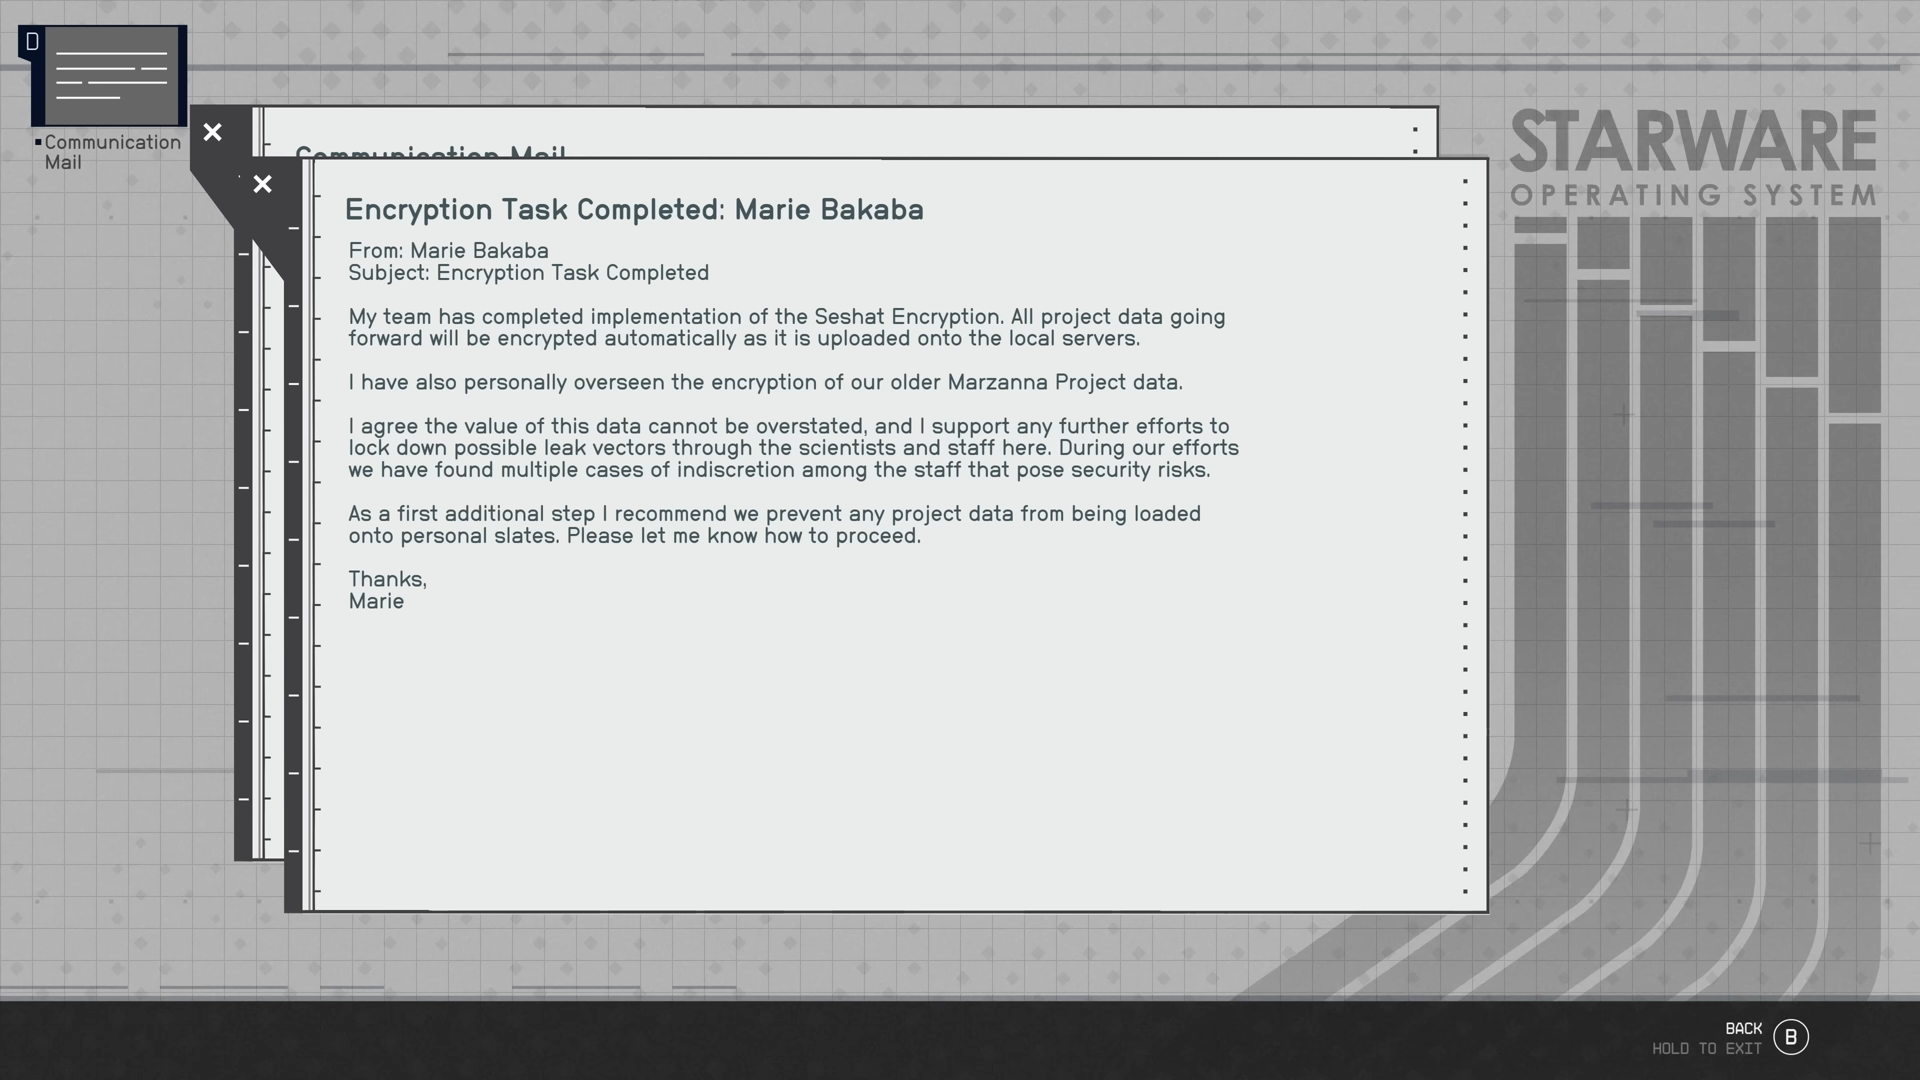 D
Communication
Mail
Communication Mail
STARWARE
OPERATING SYSTEM
Encryption Task Completed: Marie Bakaba
From: Marie Bakaba
Subject: Encryption Task Completed
My team has completed implementation of the Seshat Encryption. All project data going
forward will be encrypted automatically as it is uploaded onto the local servers.
I have also personally overseen the encryption of our older Marzanna Project data.
I agree the value of this data cannot be overstated, and I support any further efforts to
lock down possible leak vectors through the scientists and staff here. During our efforts
we have found multiple cases of indiscretion among the staff that pose security risks.
As a first additional step I recommend we prevent any project data from being loaded
onto personal slates. Please let me know how to proceed.
Thanks,
Marie
BACK
HOLD TO EXIT
B